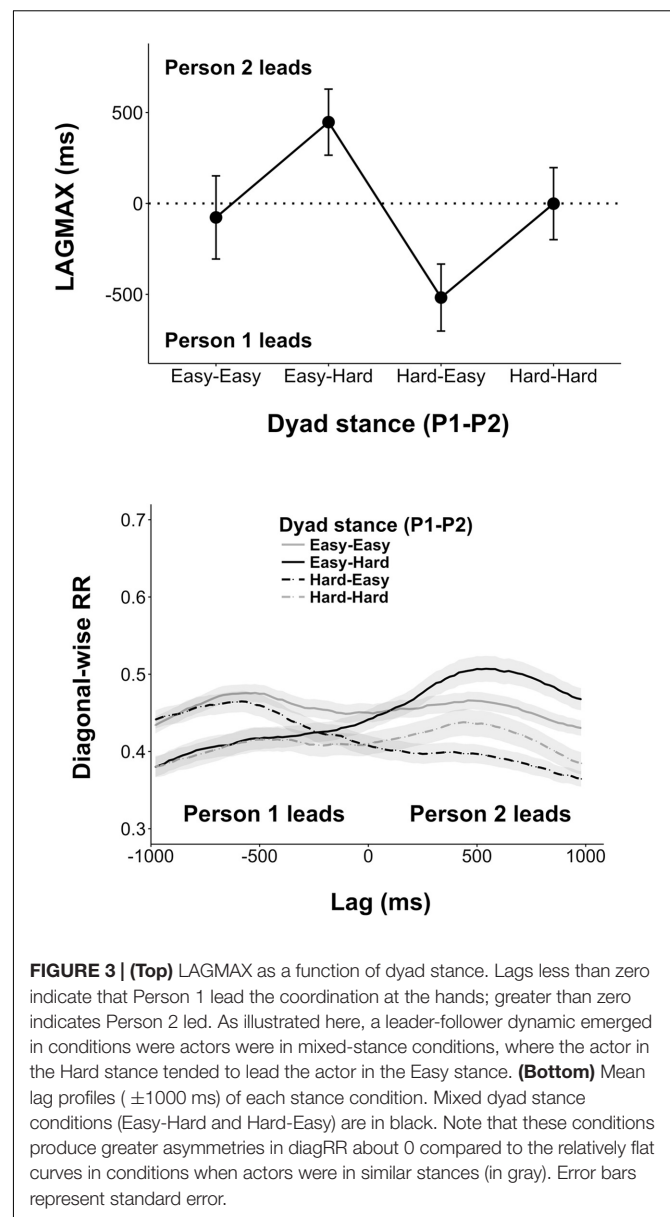 Person 2 leads
500
0
-500
LAGMAX (ms)
Person 1 leads
Easy-Easy Easy-Hard Hard-Easy Hard-Hard
Dyad stance (P1-P2)
0.7
0.6
0.5
0.4
0.3
Diagonal-wise RR
Dyad stance (P1-P2)
Easy-Easy
Easy-Hard
Hard-Easy
Hard-Hard
Person 1 leads Person 2 leads
-1000 -500 0 500 1000
Lag (ms)
FIGURE 3 | (Top) LAGMAX as a function of dyad stance. Lags less than zero
indicate that Person 1 lead the coordination at the hands; greater than zero
indicates Person 2 led. As illustrated here, a leader-follower dynamic emerged
in conditions were actors were in mixed-stance conditions, where the actor in
the Hard stance tended to lead the actor in the Easy stance. (Bottom) Mean
lag profiles ( ±1000 ms) of each stance condition. Mixed dyad stance
conditions (Easy-Hard and Hard-Easy) are in black. Note that these conditions
produce greater asymmetries in diagRR about 0 compared to the relatively flat
curves in conditions when actors were in similar stances (in gray). Error bars
represent standard error.